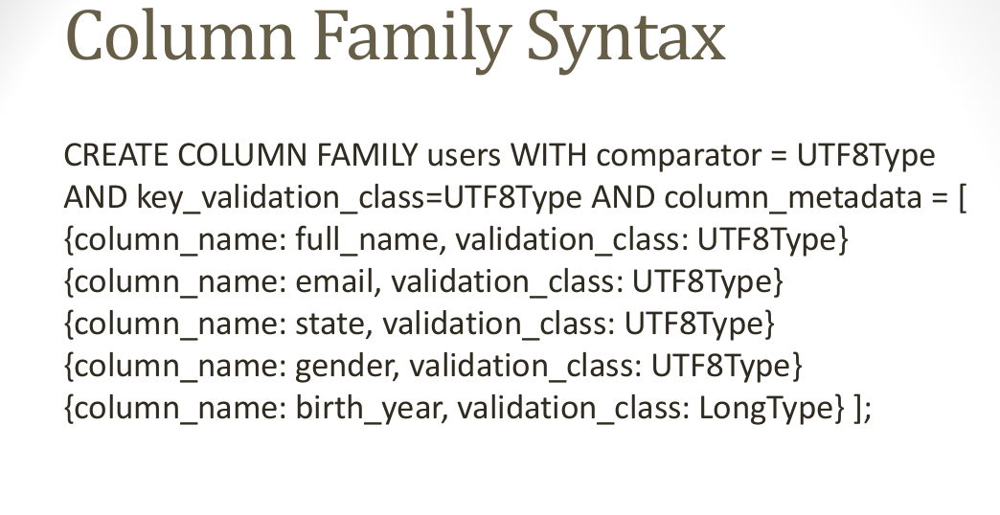 Column Family Syntax
CREATE COLUMN FAMILY users WITH comparator = UTF8Type
AND key_validation_class=UTF8Type AND column_metadata = [
{column_name: full_name, validation_class: UTF8Type}
{column_name: email, validation_class: UTF8Type}
{column_name: state, validation_class: UTF8Type}
{column_name: gender, validation_class: UTF8Type}
{column_name: birth_year, validation_class: LongType} ];